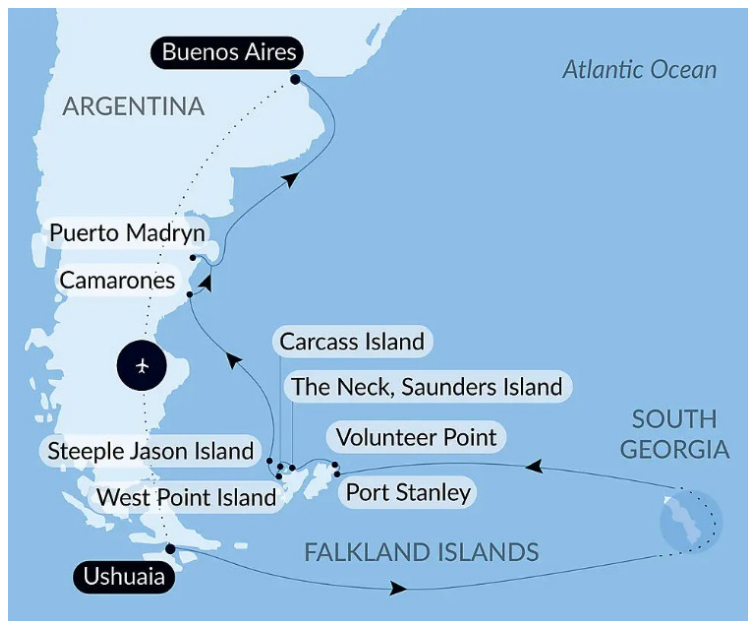 Buenos Aires
Atlantic Ocean
ARGENTINA
Puerto Madryn
Camarones
Carcass Island
The Neck, Saunders Island
Steeple Jason Island
Volunteer Point
SOUTH
GEORGIA
West Point Island
Port Stanley
FALKLAND ISLANDS
Ushuaia